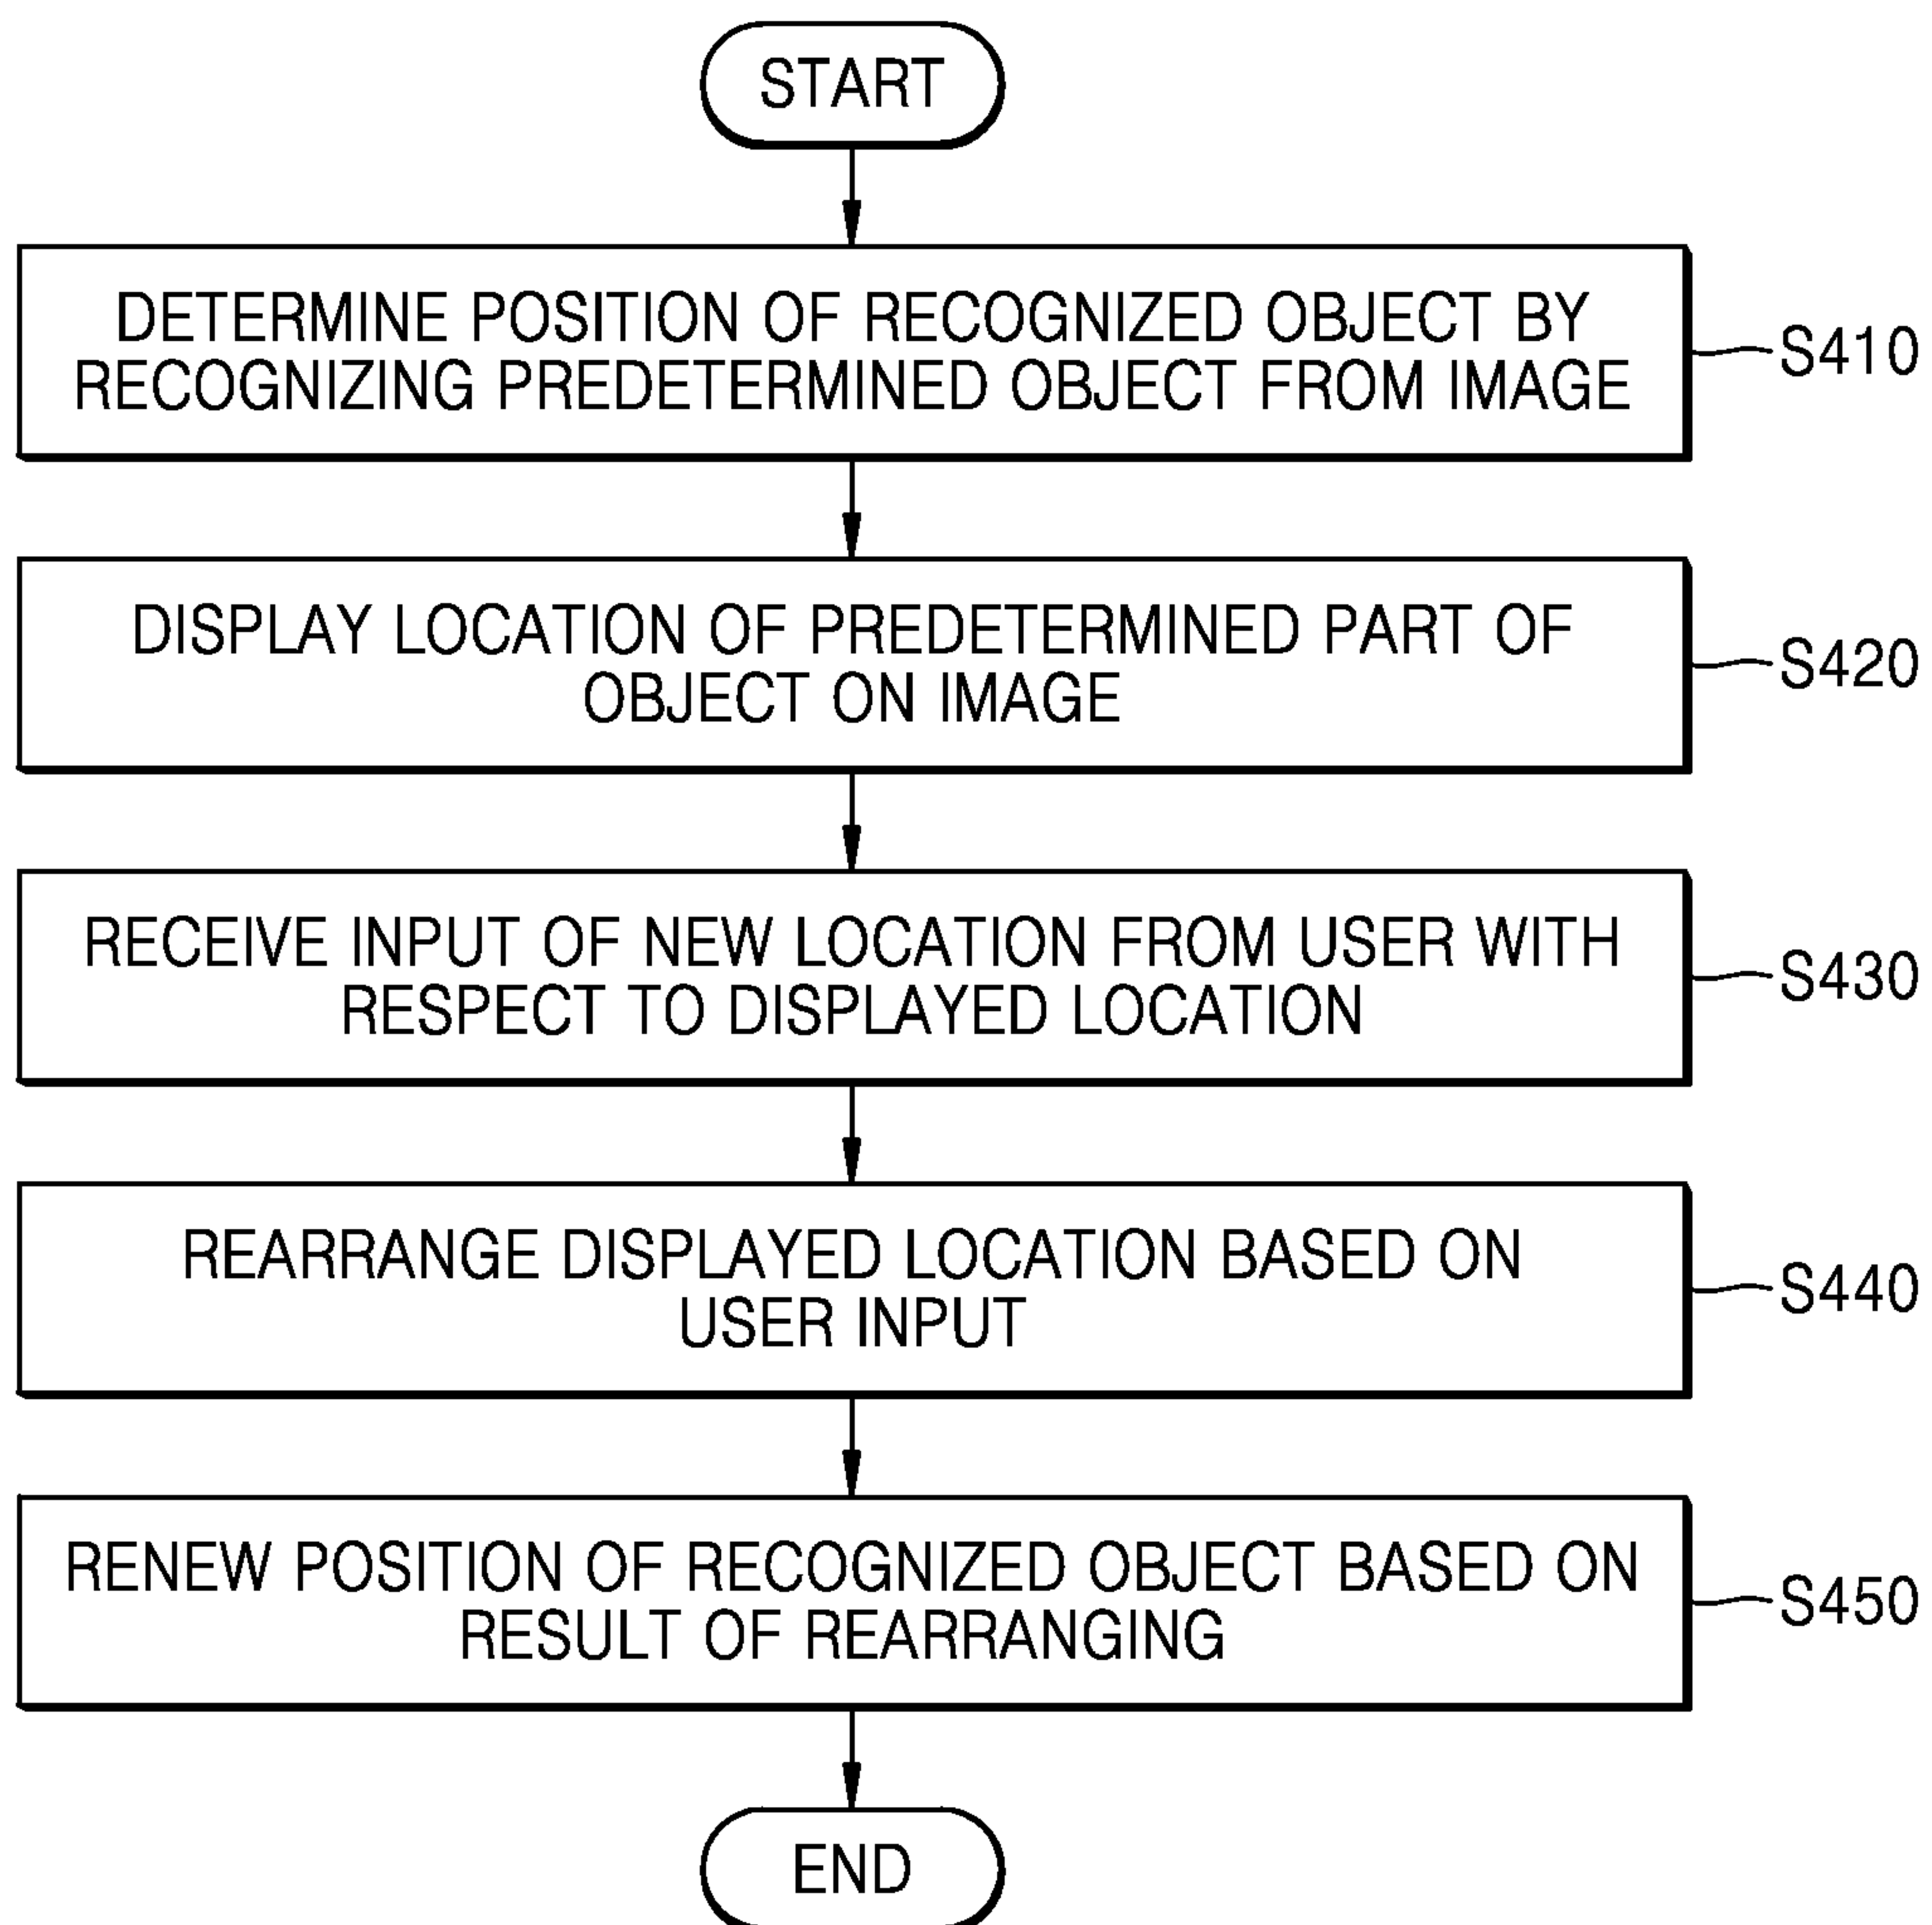 START
DETERMINE POSITION OF RECOGNIZED OBJECT BY
RECOGNIZING PREDETERMINED OBJECT FROM IMAGE
S410
DISPLAY LOCATION OF PREDETERMINED PART OF
OBJECT ON IMAGE
S420
RECEIVE INPUT OF NEW LOCATION FROM USER WITH
RESPECT TO DISPLAYED LOCATION
S430
REARRANGE DISPLAYED LOCATION BASED ON
USER INPUT
S440
RENEW POSITION OF RECOGNIZED OBJECT BASED ON
RESULT OF REARRANGING
S450
END